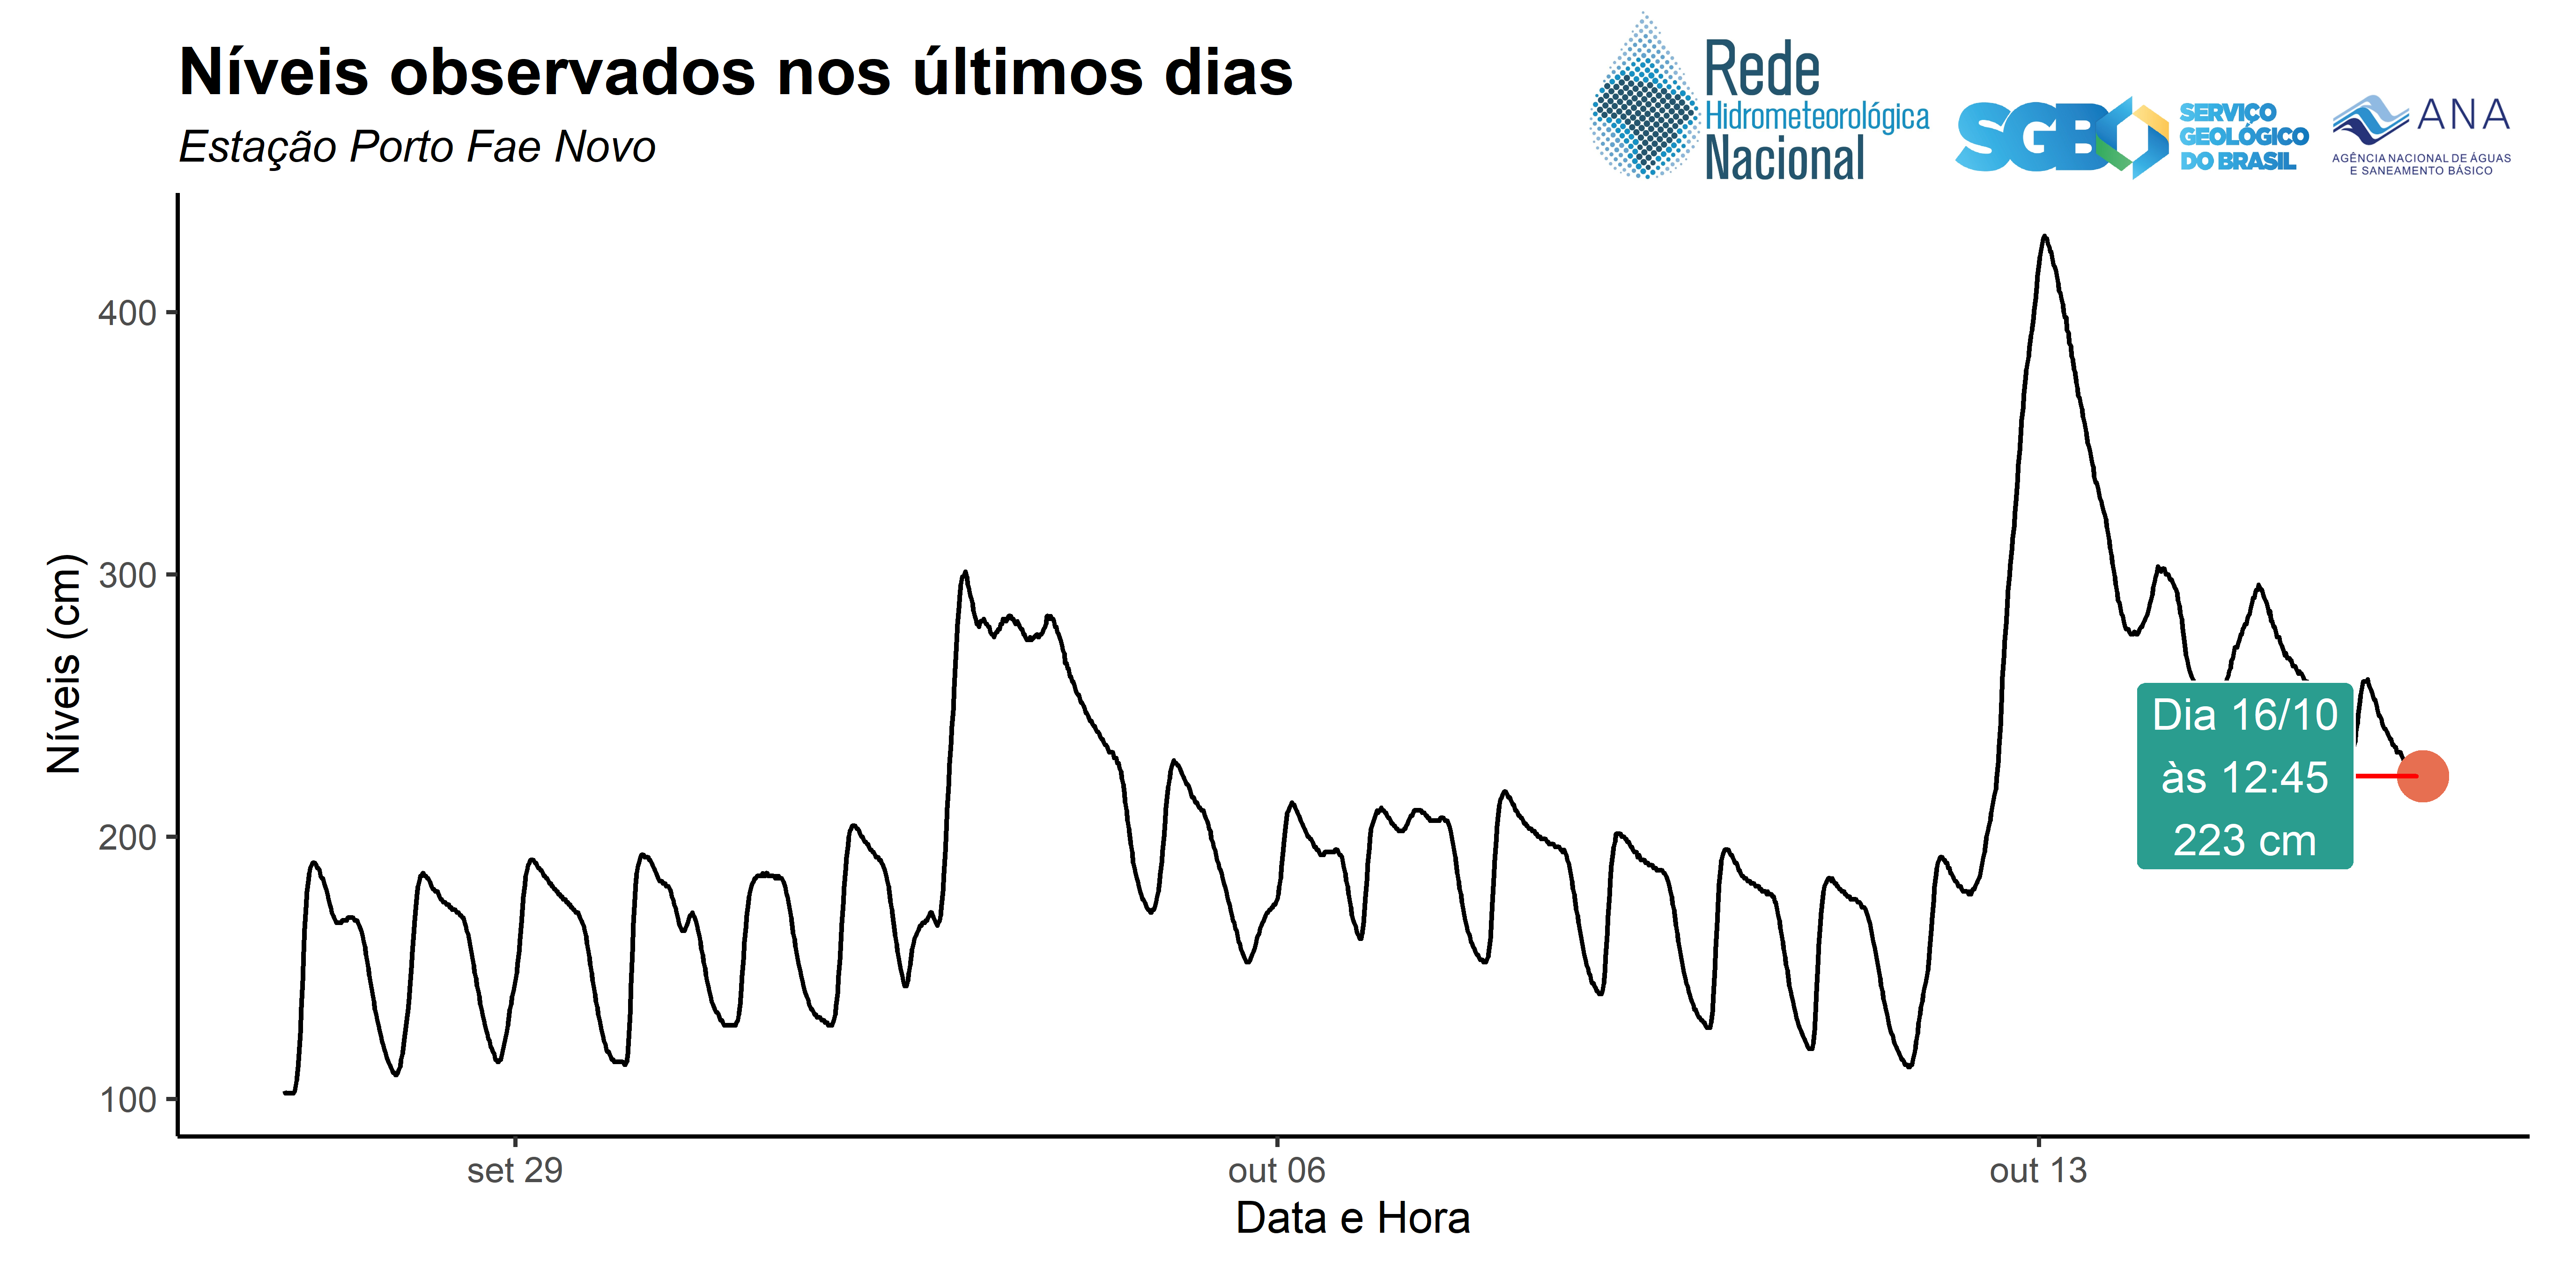 Níveis observados nos últimos dias
Estação Porto Fae Novo
Rede
Hidrometeorológica
Nacional
SGB
SERVIÇO
GEOLÓGICO
DO BRASIL
ANA
AGÊNCIA NACIONAL DE ÁGUAS
E SANEAMENTO BÁSICO
Níveis (cm)
400
300
200
100
Dia 16/10
às 12:45
223 cm
set 29
out 06
out 13
Data e Hora